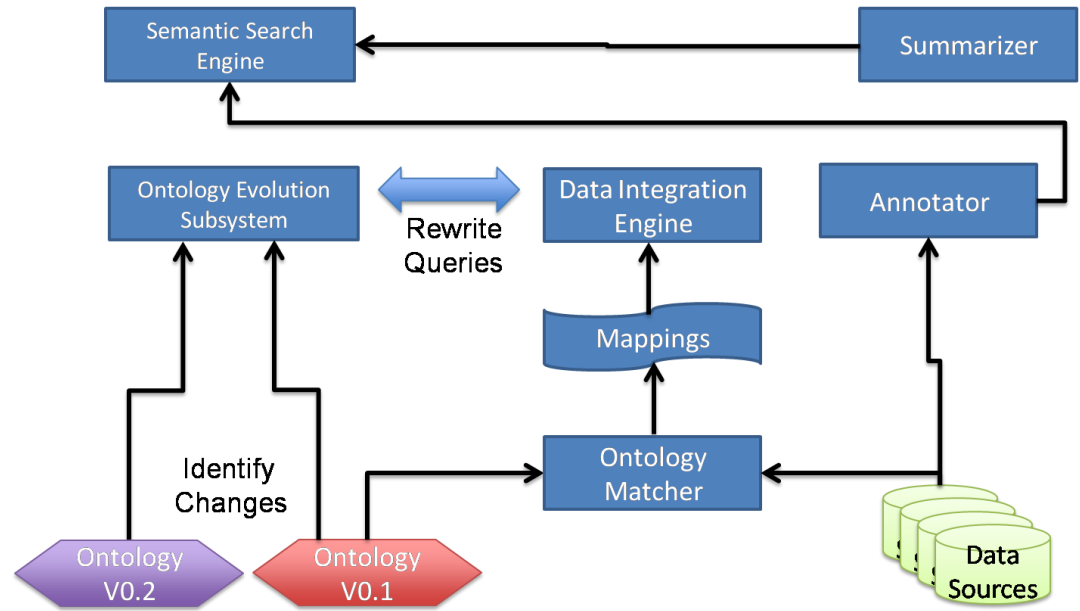 Semantic Search
Engine
Summarizer
Ontology Evolution
Subsystem
Rewrite
Queries
Data Integration
Engine
Annotator
Mappings
Identify
Changes
Ontology
Matcher
Ontology
V0.2
Ontology
V0.1
Data
Sources